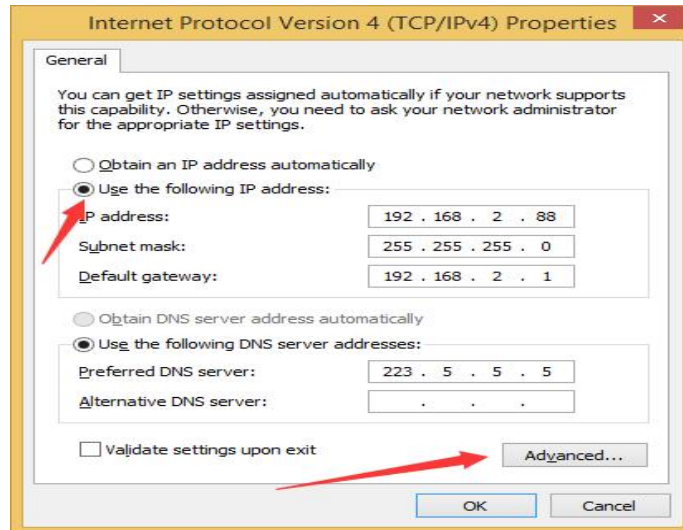 Internet Protocol Version 4 (TCP/IPv4) Properties
General
You can get IP settings assigned automatically if your network supports
this capability. Otherwise, you need to ask your network administrator
for the appropriate IP settings.
Obtain an IP address automatically
Use the following IP address:
IP address: 192 . 168 . 2 . 88
Subnet mask: 255 . 255 . 255 . 0
Default gateway: 192 . 168 . 2 . 1
Obtain DNS server address automatically
Use the following DNS server addresses:
Preferred DNS server: 223 . 5 . 5 . 5
Alternative DNS server: . . .
Validate settings upon exit
Advanced...
OK Cancel